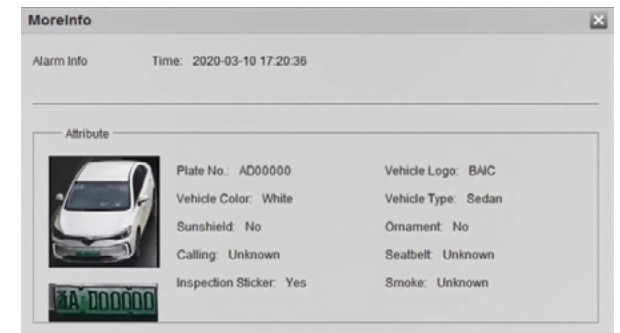 MoreInfo
Alarm Info Time: 2020-03-10 17:20:36
Attribute
Plate No.: AD00000 Vehicle Logo: BAIC
Vehicle Color: White Vehicle Type: Sedan
Sunshield: No Ornament: No
Calling: Unknown Seatbelt: Unknown
Inspection Sticker: Yes Smoke: Unknown
A D00000